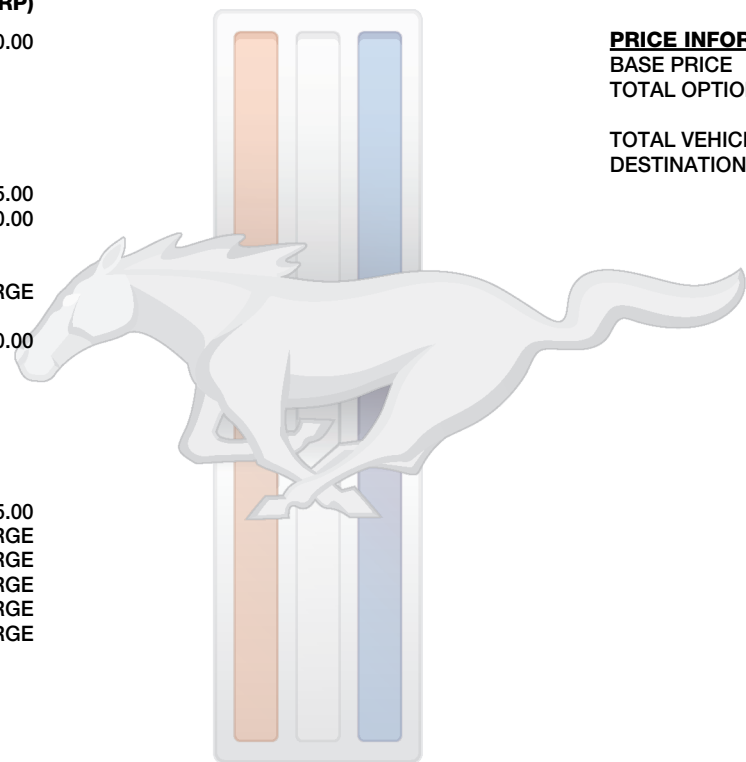 RP)
0.00
5.00
0.00
RGE
0.00
5.00
RGE
RGE
RGE
RGE
RGE
PRICE INFOR
BASE PRICE
TOTAL OPTIO
TOTAL VEHIC
DESTINATION